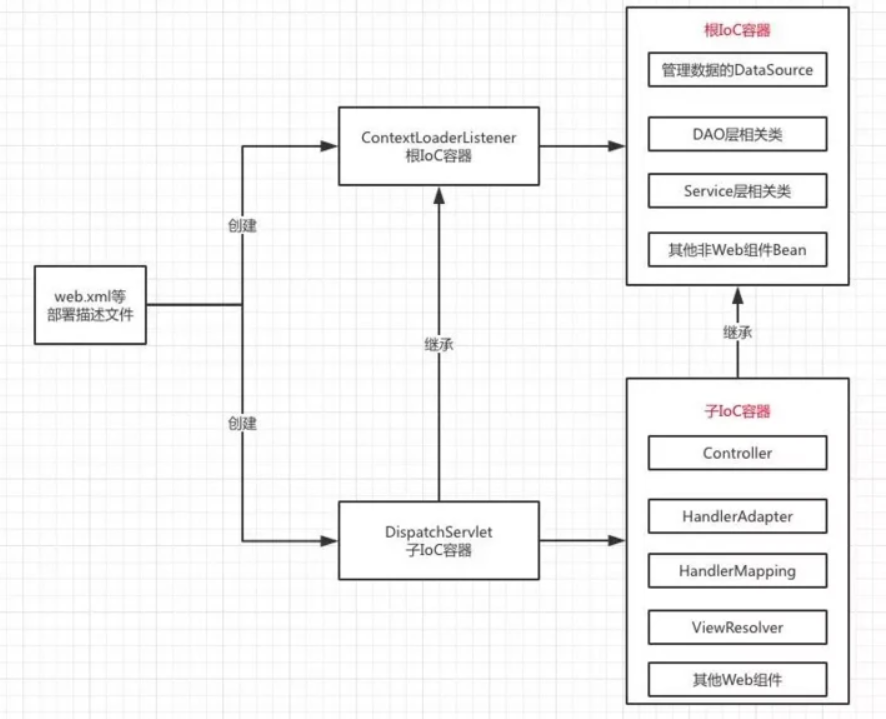 根IoC容器
管理数据的DataSource
ContextLoaderListener
根IoC容器
DAO层相关类
Service层相关类
创建
其他非Web组件Bean
web.xml等
部署描述文件
继承
继承
子IoC容器
创建
Controller
HandlerAdapter
DispatchServlet
子IoC容器
HandlerMapping
ViewResolver
其他Web组件